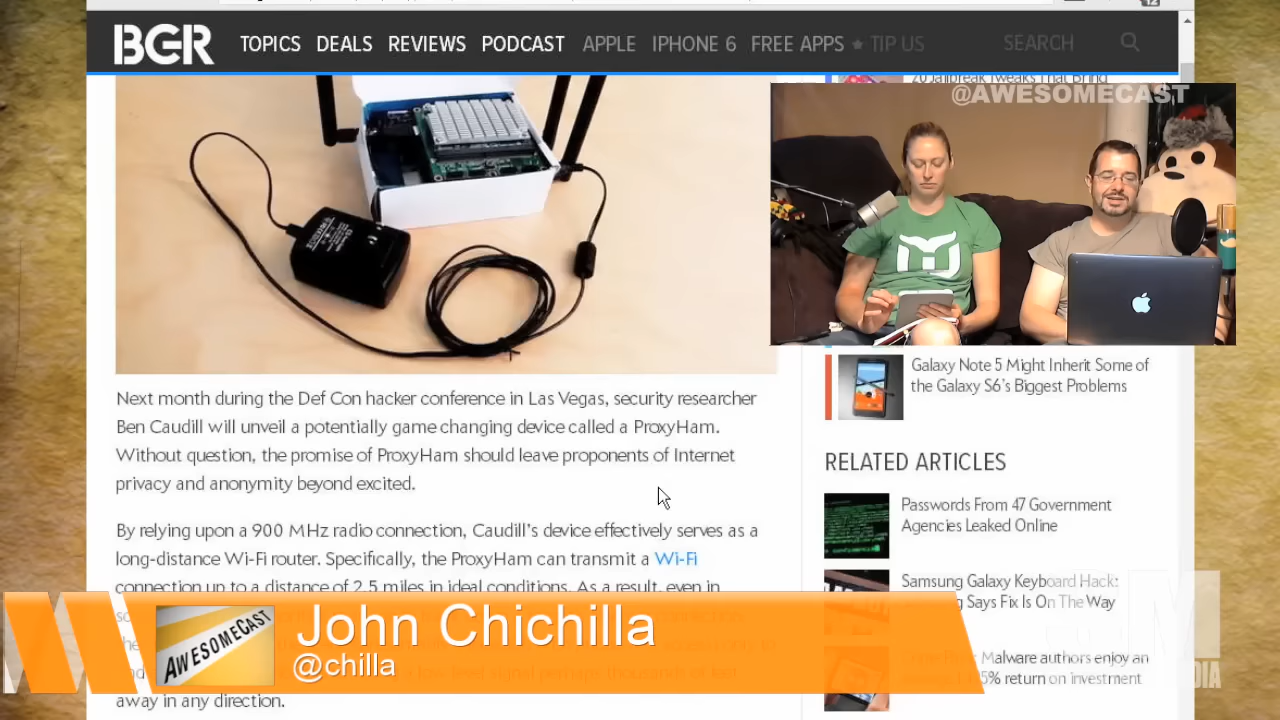 BGR TOPICS DEALS REVIEWS PODCAST APPLE IPHONE 6 FREE APPS ★ TIP US SEARCH
20 Jailbreak Tweaks That Bring
@AWESOMECAST
Galaxy Note 5 Might Inherit Some of
the Galaxy S6's Biggest Problems
Next month during the Def Con hacker conference in Las Vegas, security researcher
Ben Caudill will unveil a potentially game changing device called a ProxyHam.
Without question, the promise of ProxyHam should leave proponents of Internet
privacy and anonymity beyond excited.
By relying upon a 900 MHz radio connection, Caudill's device effectively serves as a
long-distance Wi-Fi router. Specifically, the ProxyHam can transmit a Wi-Fi
connection up to a distance of 2.5 miles in ideal conditions. As a result, even in
away in any direction.
RELATED ARTICLES
Passwords From 47 Government
Agencies Leaked Online
Samsung Galaxy Keyboard Hack:
Says Fix Is On The Way
Malware authors enjoy an
return on investment
AWESOMECAST
John Chichilla
@chilla